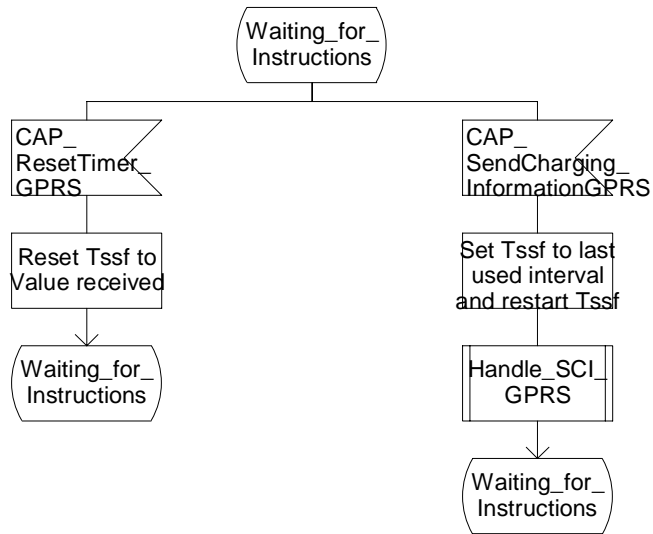 Waiting_for_
Instructions
CAP_
ResetTimer_
GPRS
CAP_
SendCharging_
InformationGPRS
Reset Tssf to
Value received
Set Tssf to last
used interval
and restart Tssf
Waiting_for_
Instructions
Handle_SCI_
GPRS
Waiting_for_
Instructions